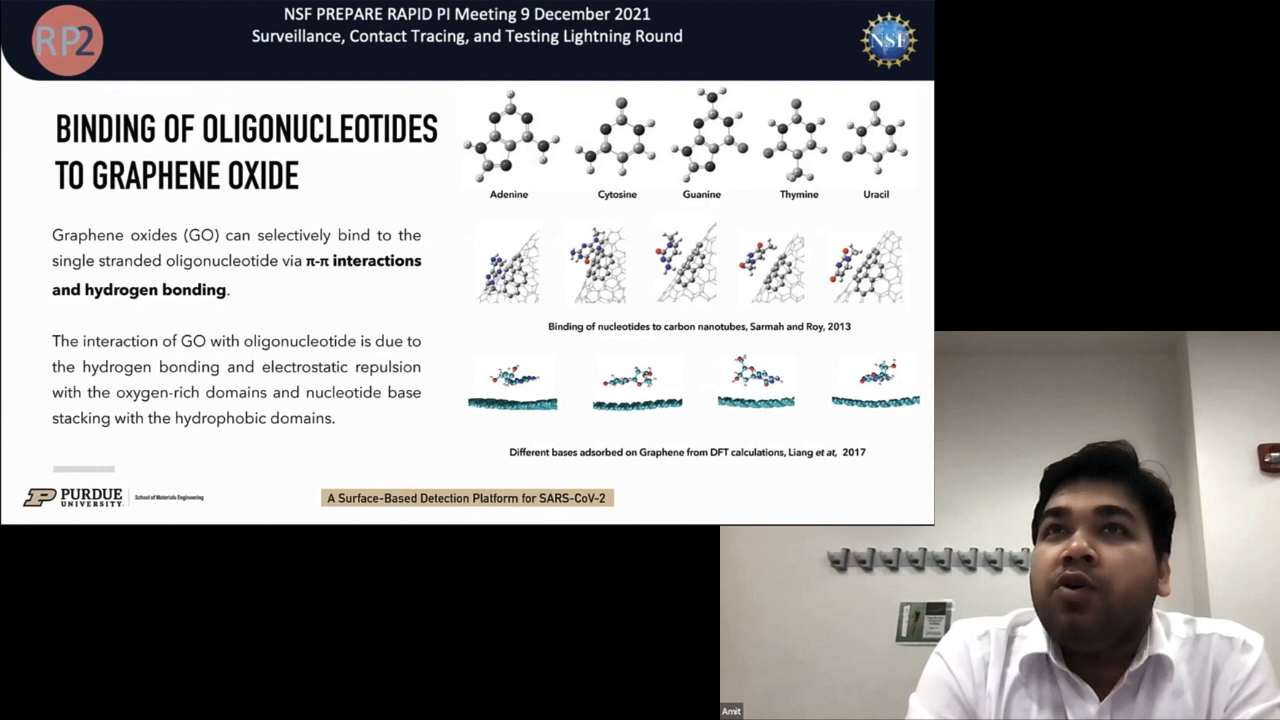 NSF PREPARE RAPID PI Meeting 9 December 2021
Surveillance, Contact Tracing, and Testing Lightning Round
RP2
NSF
BINDING OF OLIGONUCLEOTIDES
TO GRAPHENE OXIDE
Adenine Cytosine Guanine Thymine Uracil
Graphene oxides (GO) can selectively bind to the
single stranded oligonucleotide via π-π interactions
and hydrogen bonding.
Binding of nucleotides to carbon nanotubes, Sarmah and Roy, 2013
The interaction of GO with oligonucleotide is due to
the hydrogen bonding and electrostatic repulsion
with the oxygen-rich domains and nucleotide base
stacking with the hydrophobic domains.
Different bases adsorbed on Graphene from DFT calculations, Liang et at, 2017
PURDUE
UNIVERSITY
School of Materials Engineering
A Surface-Based Detection Platform for SARS-CoV-2
Amit